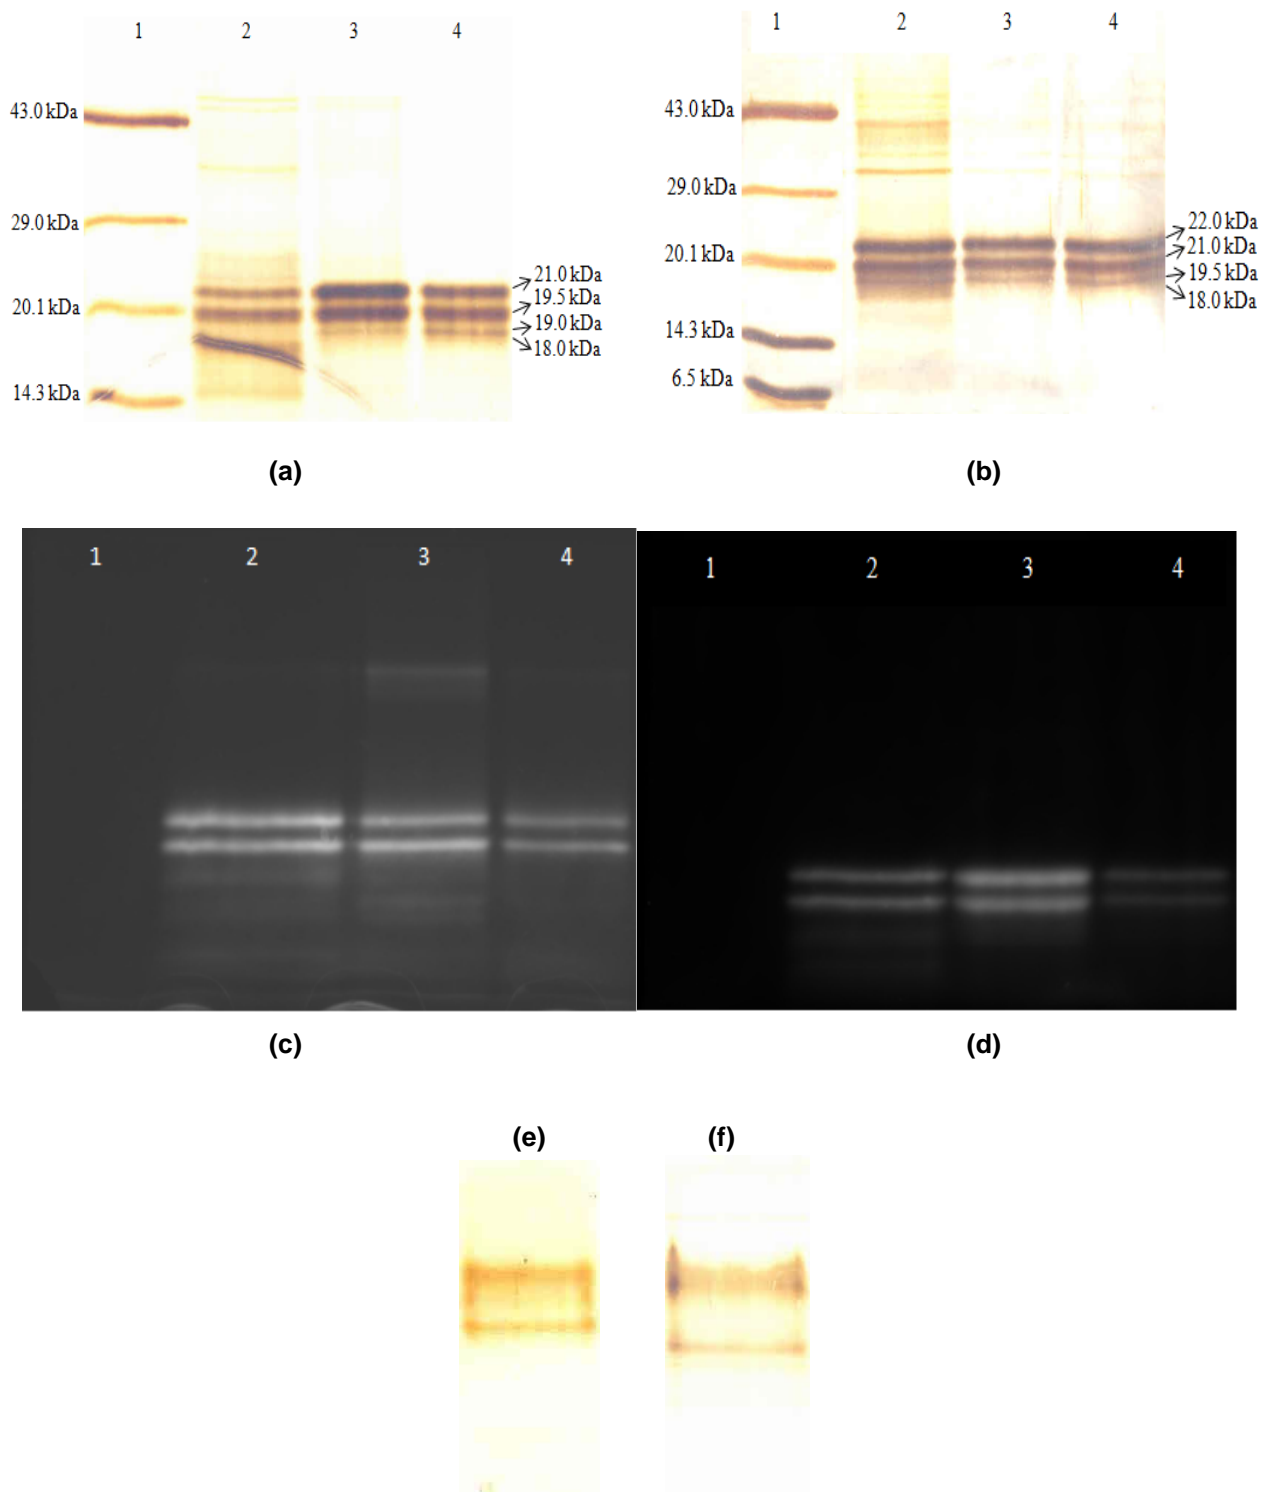 1 2 3 4
43.0 kDa
29.0 kDa
20.1 kDa
14.3 kDa
21.0 kDa
19.5 kDa
19.0 kDa
18.0 kDa
(a)
1 2 3 4
43.0 kDa
29.0 kDa
20.1 kDa
14.3 kDa
6.5 kDa
22.0 kDa
21.0 kDa
19.5 kDa
18.0 kDa
(b)
1 2 3 4
(c)
1 2 3 4
(d)
(e)
(f)